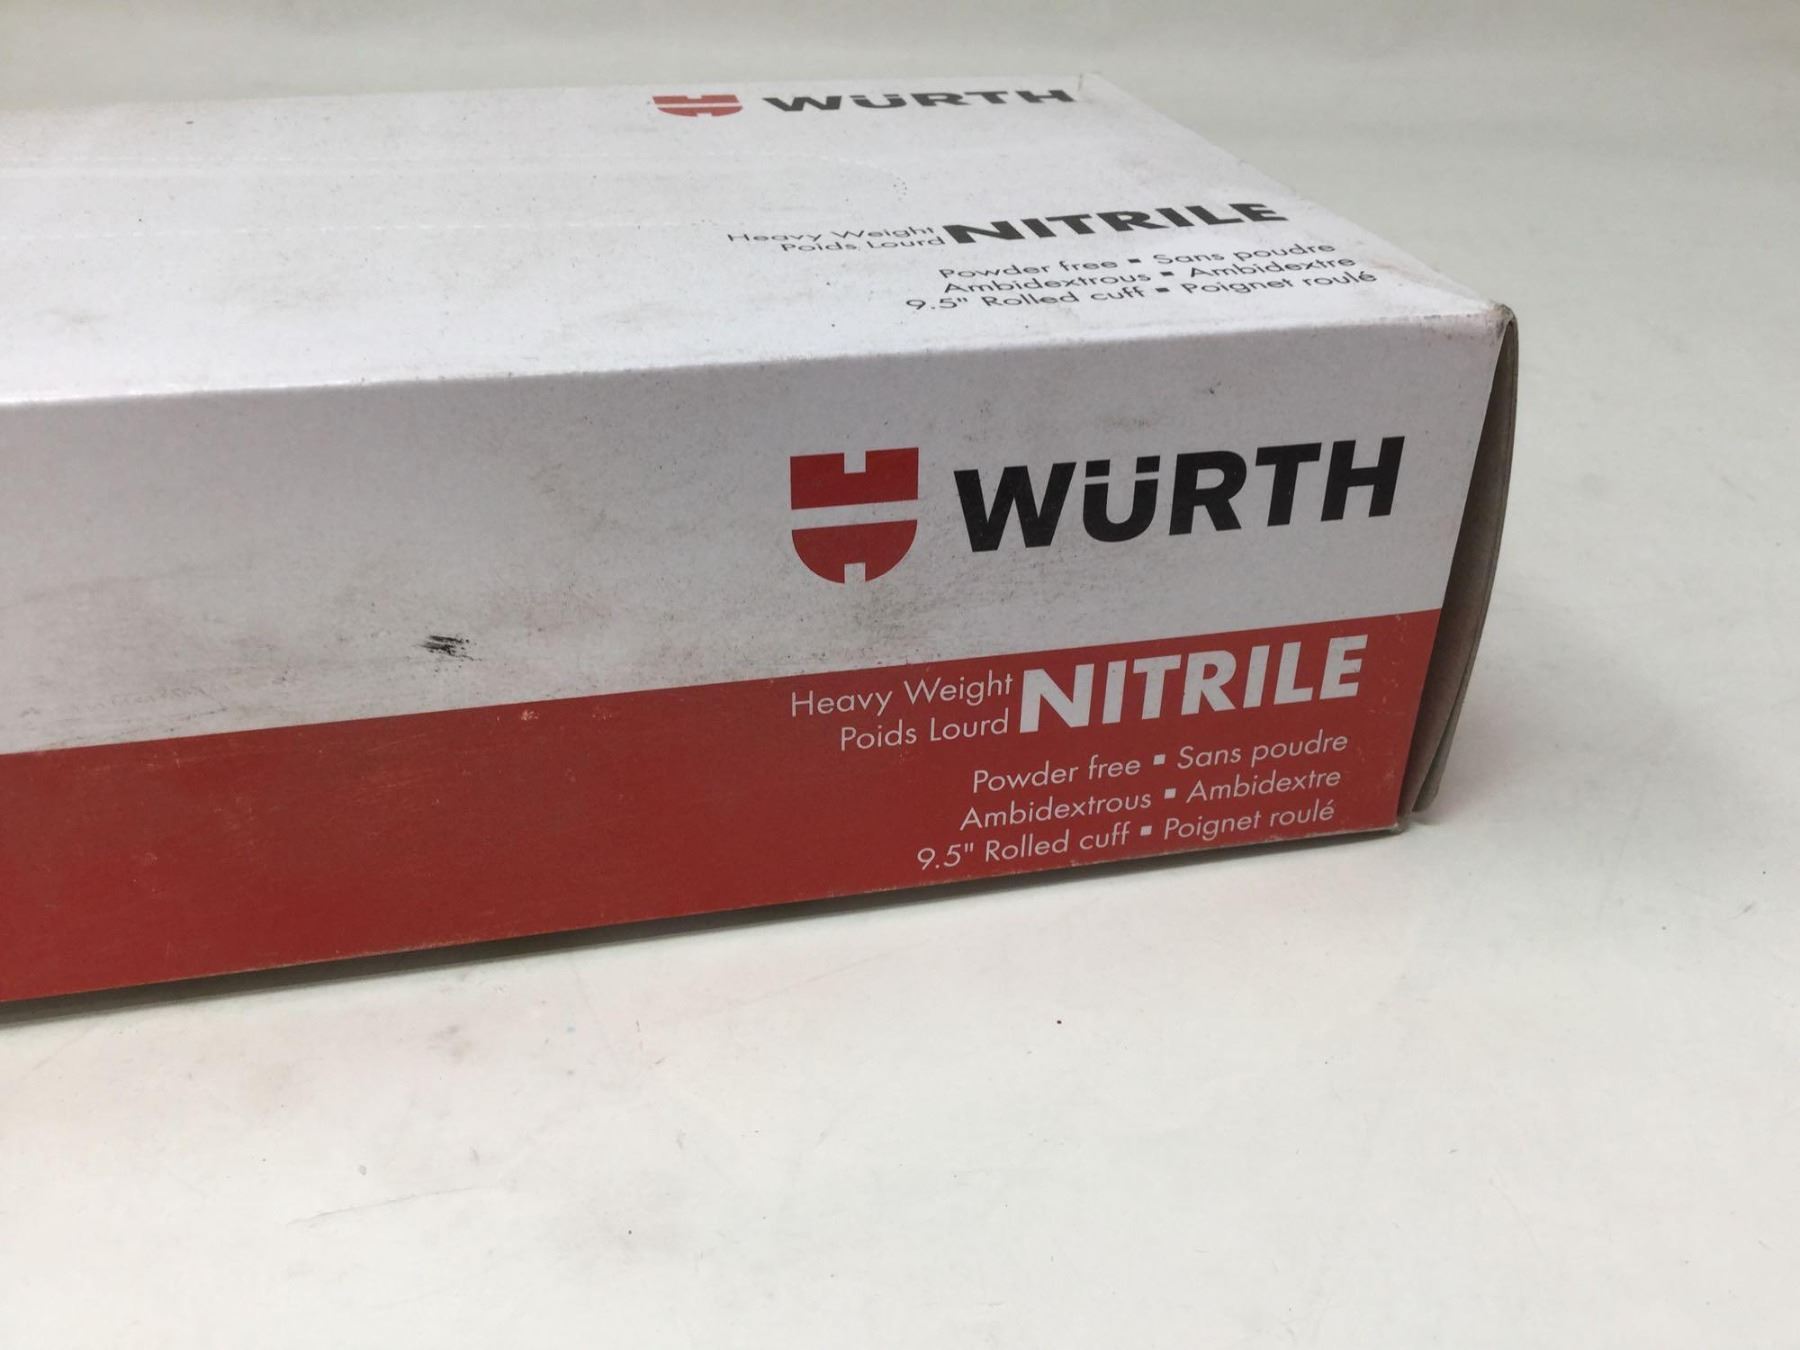 WÜRTH
Heavy Weight NITRILE
Poids Lourd
Powder free ▪ Sans poudre
Ambidextrous ▪ Ambidextre
9.5" Rolled cuff ▪ Poignet roulé
WÜRTH
Heavy Weight NITRILE
Poids Lourd
Powder free ▪ Sans poudre
Ambidextrous ▪ Ambidextre
9.5" Rolled cuff ▪ Poignet roulé